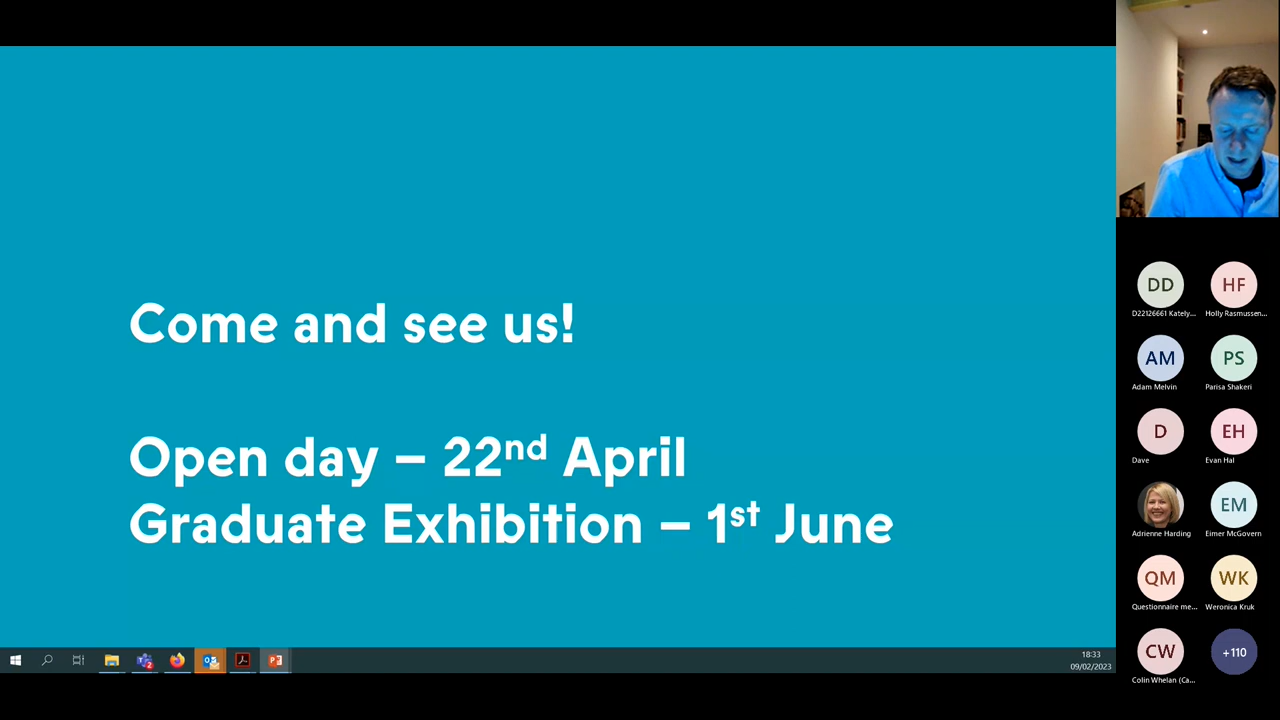 Come and see us!
Open day – 22nd April
Graduate Exhibition – 1st June
18:33
09/02/2023
DD
HF
D22126661 Kately...
Holly Rasmussen...
AM
PS
Adam Melvin
Parisa Shakeri
D
EH
Dave
Evan Hal
EM
Adrienne Harding
Eimer McGovern
QM
WK
Questionnaire me...
Weronica Kruk
CW
+110
Colin Whelan (Ca...